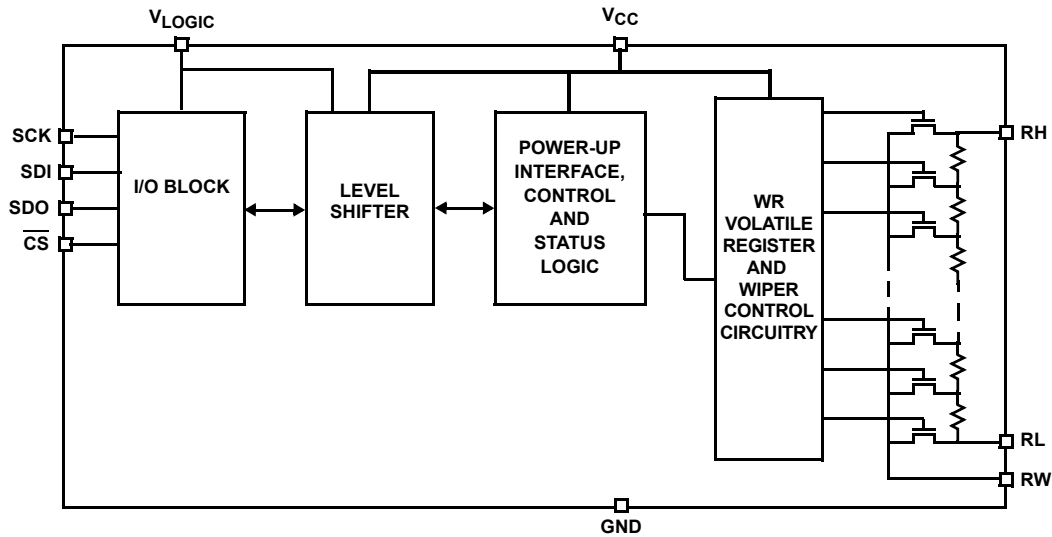 VLOGIC
VCC
SCK
SDI
SDO
CS
I/O BLOCK
LEVEL
SHIFTER
POWER-UP
INTERFACE,
CONTROL
AND
STATUS
LOGIC
WR
VOLATILE
REGISTER
AND
WIPER
CONTROL
CIRCUITRY
RH
RL
RW
GND